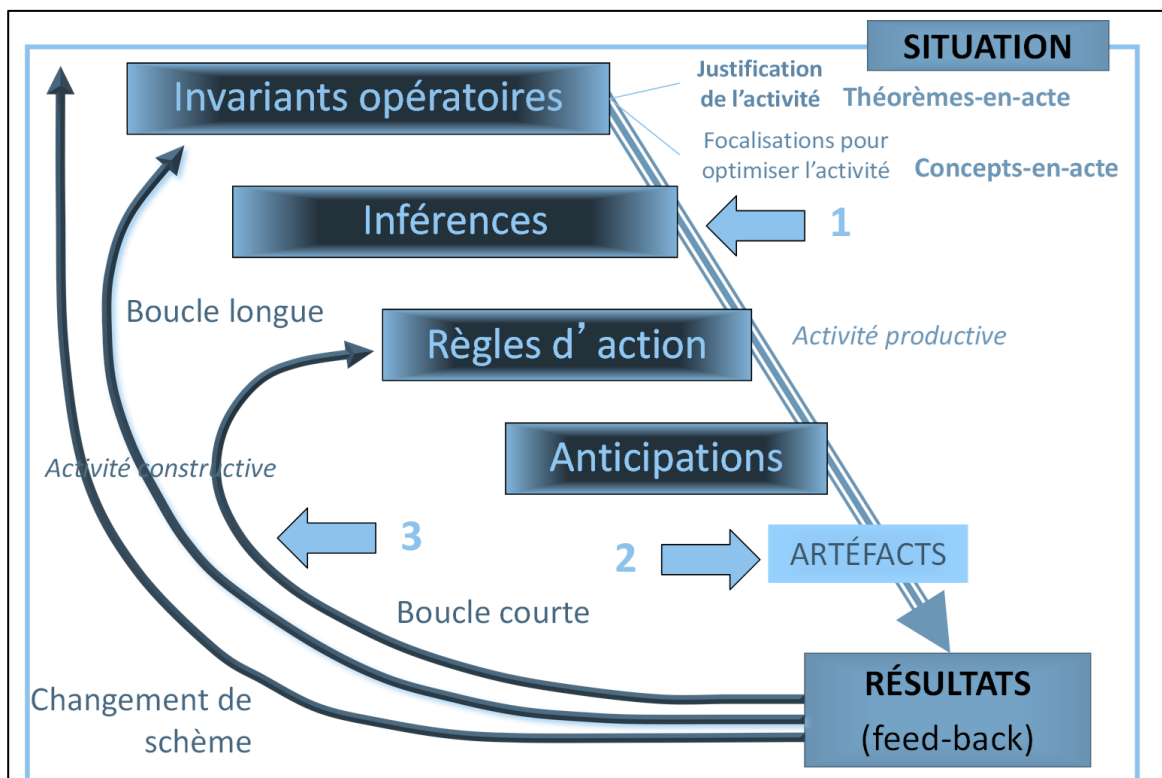 SITUATION
Invariants opératoires
Justification
de l’activité
Théorèmes-en-acte
Focalisations pour
optimiser l’activité
Concepts-en-acte
Inférences
1
Boucle longue
Règles d’ action
Activité productive
Anticipations
Activité constructive
3
2
ARTÉFACTS
Boucle courte
Changement de
schème
RÉSULTATS
(feed-back)